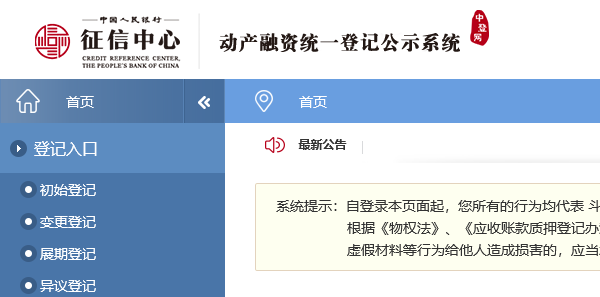 中国人民银行
征信中心
CREDIT REFERENCE CENTER,
THE PEOPLE'S BANK OF CHINA
动产融资统一登记公示系统
中登网
首页
首页
登记入口
最新公告
初始登记
系统提示：自登录本页面起，您所有的行为均代表 斗
变更登记
根据《物权法》、《应收账款质押登记办
展期登记
虚假材料等行为给他人造成损害的，应当
异议登记